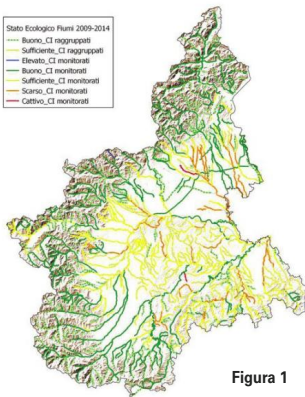 Stato Ecologico Fiumi 2009-2014
Buono_CI raggruppati
Sufficiente_CI raggruppati
Elevato_CI monitorati
Buono_CI monitorati
Sufficiente_CI monitorati
Scarso_CI monitorati
Cattivo_CI monitorati
Figura 1